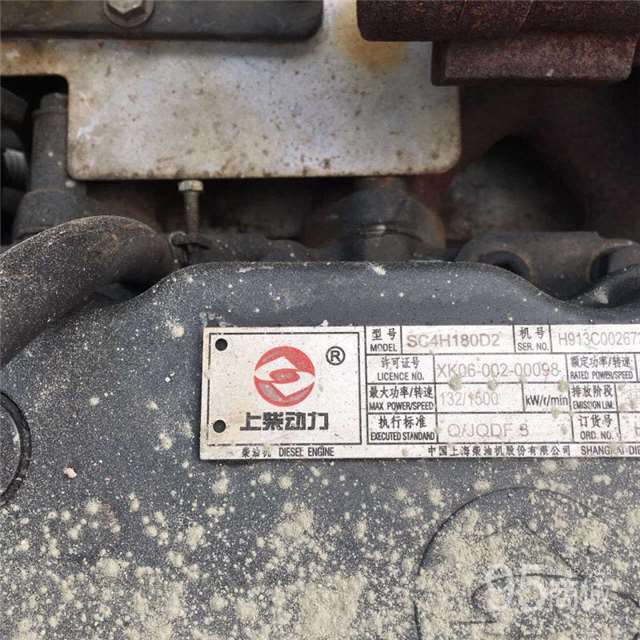 型号 MODEL SC4H180D2 机号 SER. NO. H913C00267
许可证号 LICENCE NO. XK06-002-00098 额定功率/转速 RATED POWER/SPEED
最大功率/转速 MAX POWER/SPEED 132/1500 kW/r/min 排放阶段 EMISSION LIM.
执行标准 EXECUTED STANDARD Q/JQDF 8 订货号 ORD. NO.
上柴动力 ®
柴油机 DIESEL ENGINE 中国上海柴油机股份有限公司 SHANGHAI DIE